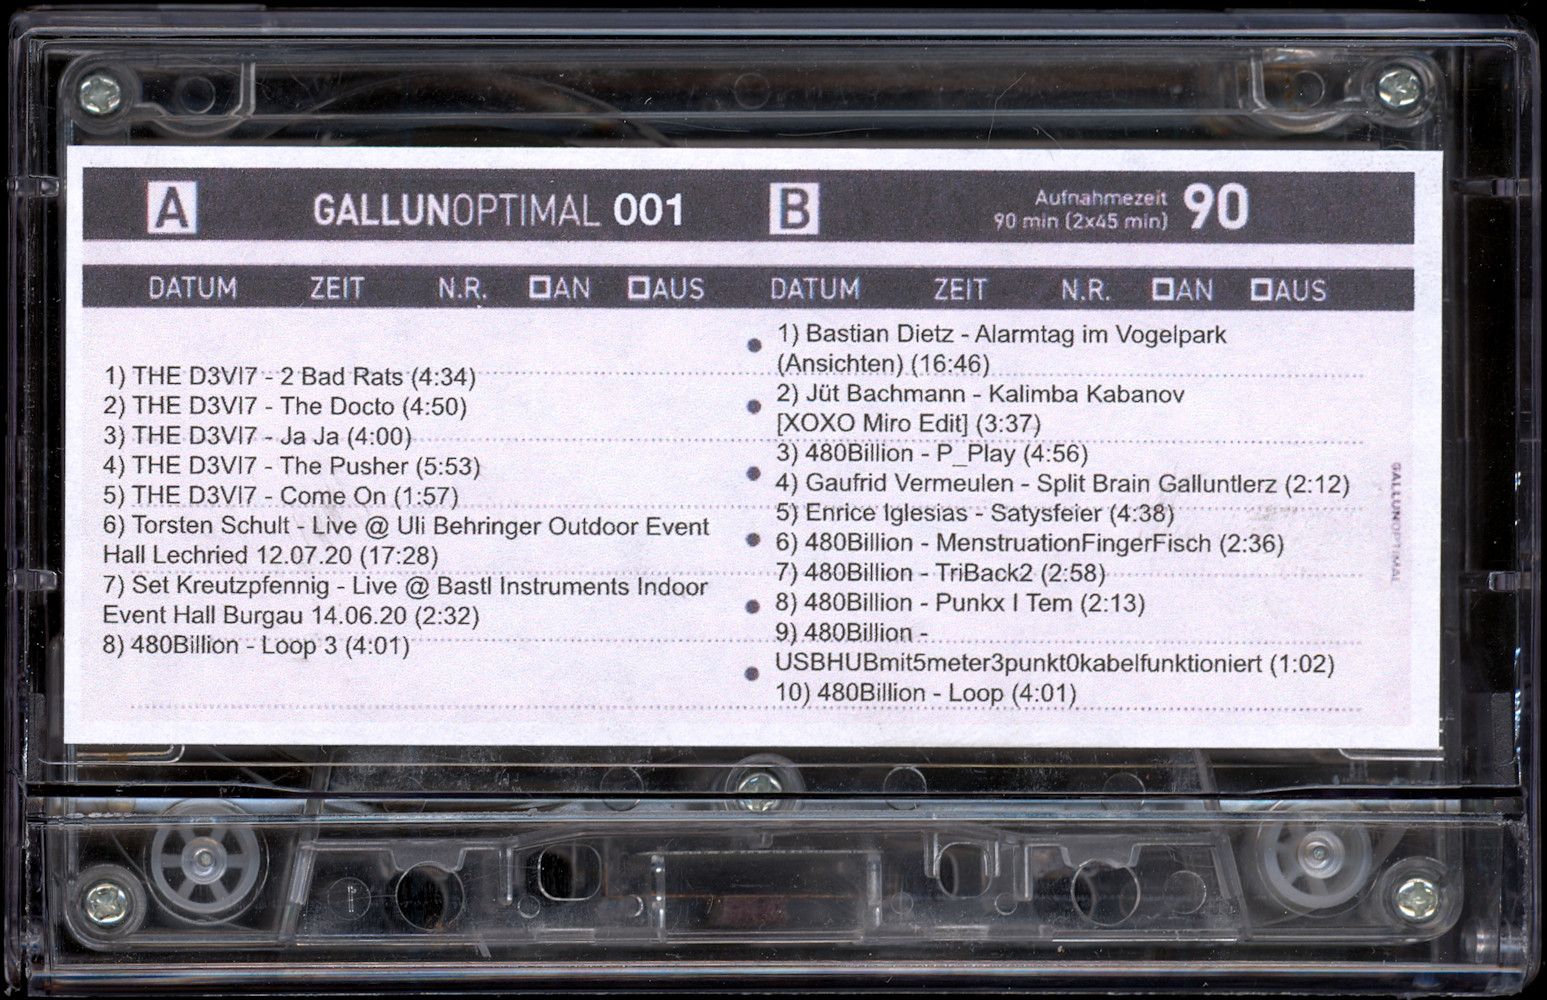 A GALLUNOPTIMAL 001
DATUM ZEIT N.R. AN AUS
1) THE D3VI7 - 2 Bad Rats (4:34)
2) THE D3VI7 - The Docto (4:50)
3) THE D3VI7 - Ja Ja (4:00)
4) THE D3VI7 - The Pusher (5:53)
5) THE D3VI7 - Come On (1:57)
6) Torsten Schult - Live @ Uli Behringer Outdoor Event
Hall Lechried 12.07.20 (17:28)
7) Set Kreutzpfennig - Live @ Bastl Instruments Indoor
Event Hall Burgau 14.06.20 (2:32)
8) 480Billion - Loop 3 (4:01)
B Aufnahmezeit 90
90 min (2x45 min)
DATUM ZEIT N.R. AN AUS
1) Bastian Dietz - Alarmtag im Vogelpark
(Ansichten) (16:46)
2) Jüt Bachmann - Kalimba Kabanov
[XOXO Miro Edit] (3:37)
3) 480Billion - P_Play (4:56)
4) Gaufrid Vermeulen - Split Brain Galluntlerz (2:12)
5) Enrice Iglesias - Satysfeier (4:38)
6) 480Billion - MenstruationFingerFisch (2:36)
7) 480Billion - TriBack2 (2:58)
8) 480Billion - Punkx I Tem (2:13)
9) 480Billion -
USBHUBmit5meter3punkt0kabelfunktioniert (1:02)
10) 480Billion - Loop (4:01)
GALLUNOPTIMAL